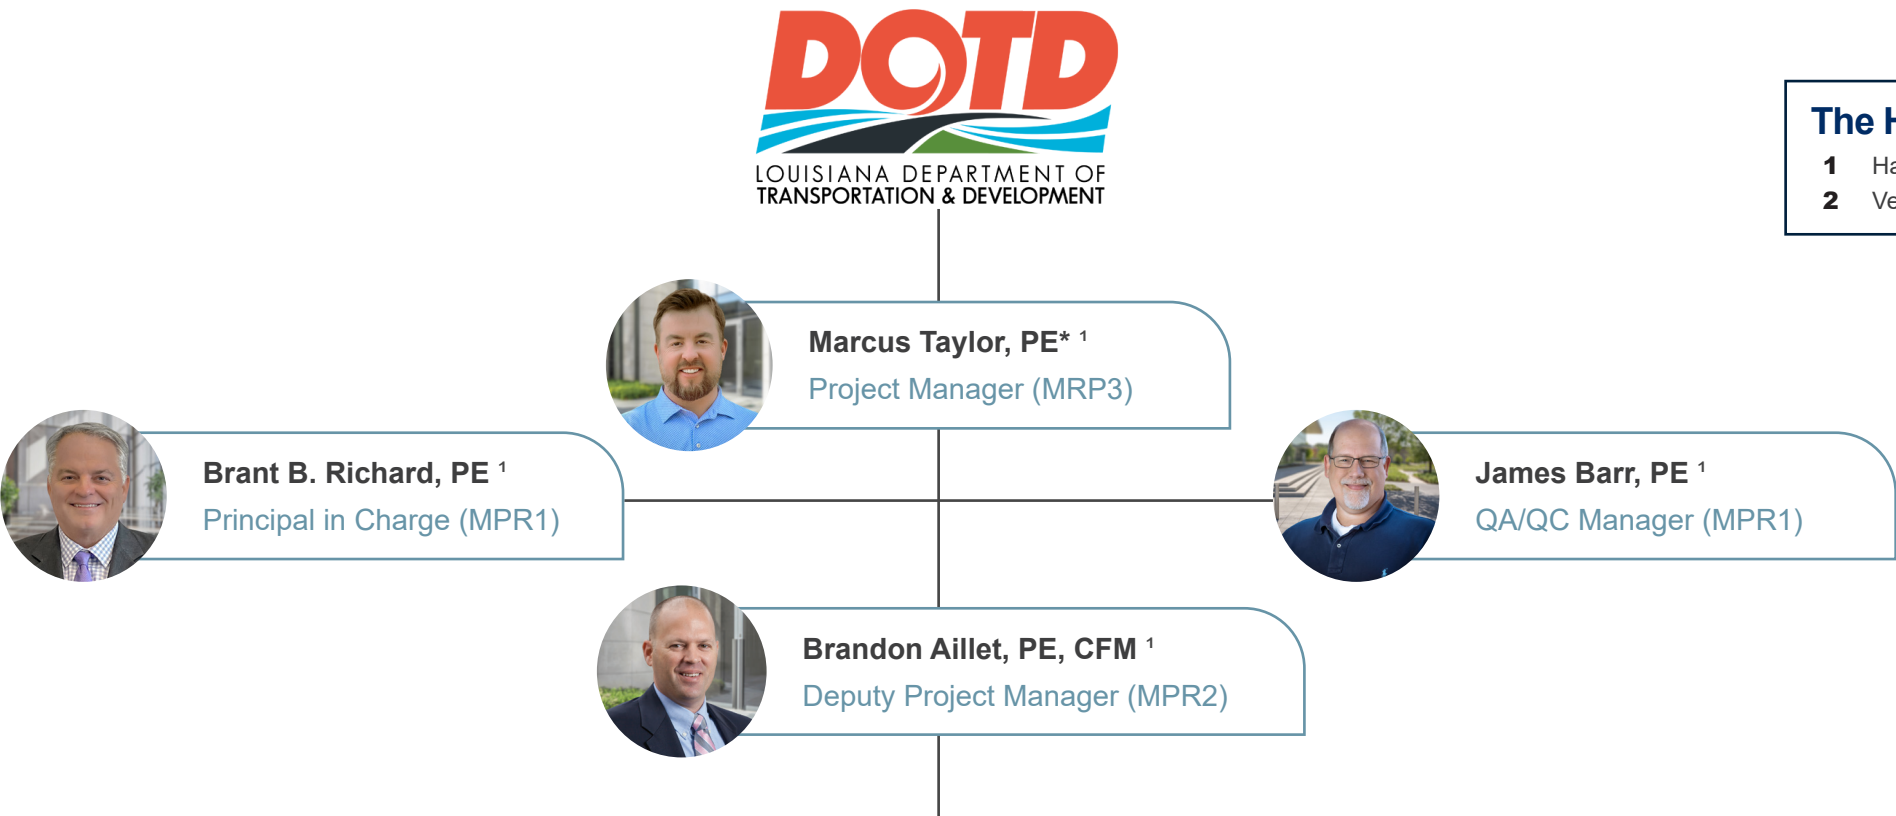 DOTD
LOUISIANA DEPARTMENT OF
TRANSPORTATION & DEVELOPMENT
The
1
2
Marcus Taylor, PE* ¹
Project Manager (MRP3)
Brant B. Richard, PE ¹
Principal in Charge (MPR1)
James Barr, PE ¹
QA/QC Manager (MPR1)
Brandon Aillet, PE, CFM ¹
Deputy Project Manager (MPR2)